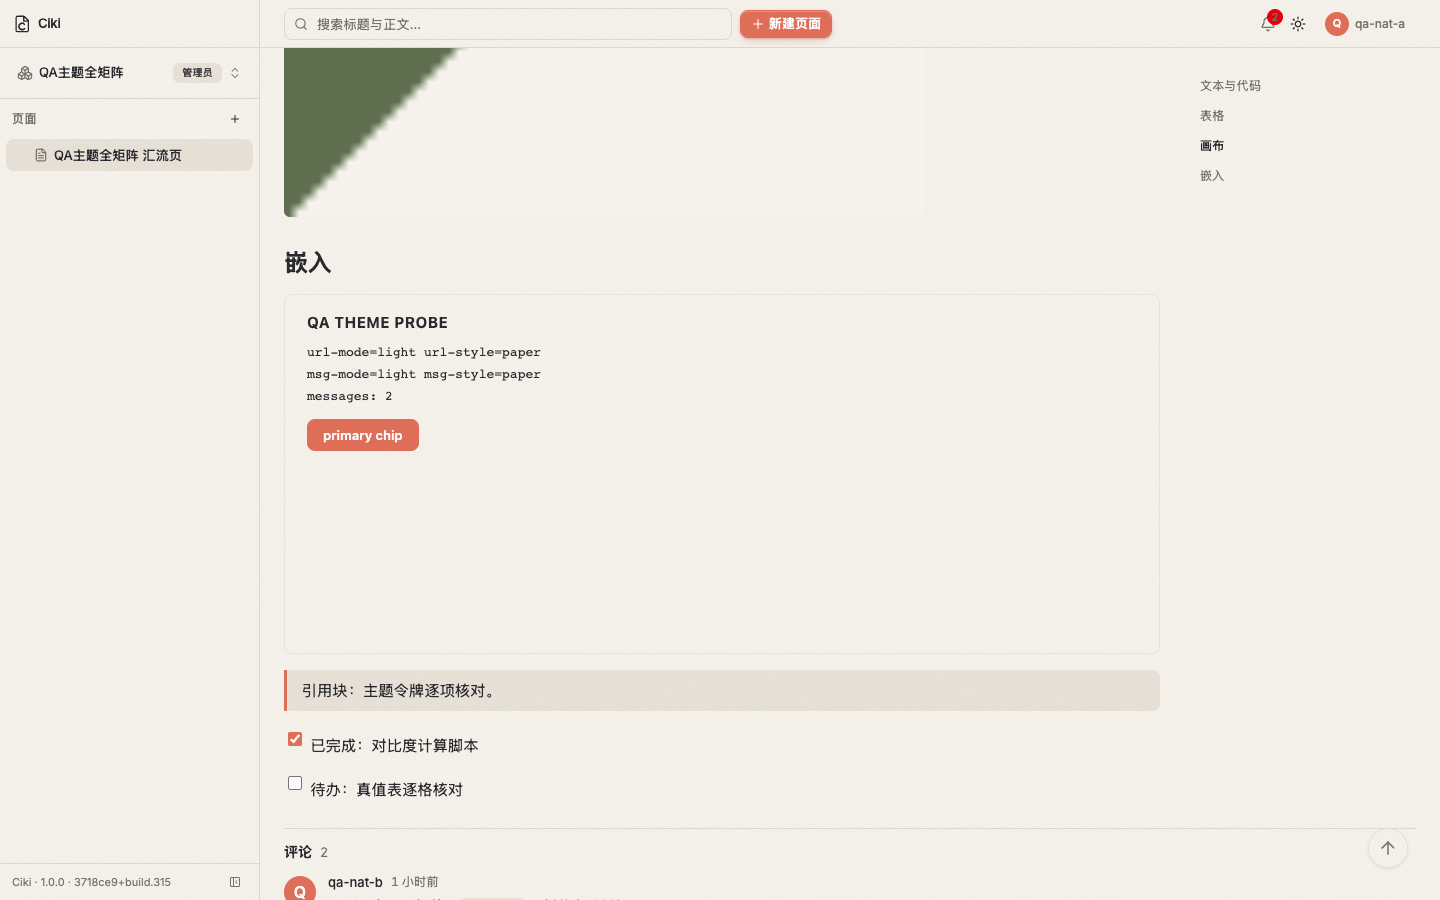 Ciki
搜索标题与正文...
新建页面
2
Q
qa-nat-a
QA主题全矩阵
管理员
页面
QA主题全矩阵 汇流页
文本与代码
表格
画布
嵌入
嵌入
QA THEME PROBE
url-mode=light url-style=paper
msg-mode=light msg-style=paper
messages: 2
primary chip
引用块：主题令牌逐项核对。
已完成：对比度计算脚本
待办：真值表逐格核对
评论 2
Q
qa-nat-b 1 小时前
Ciki · 1.0.0 · 3718ce9+build.315